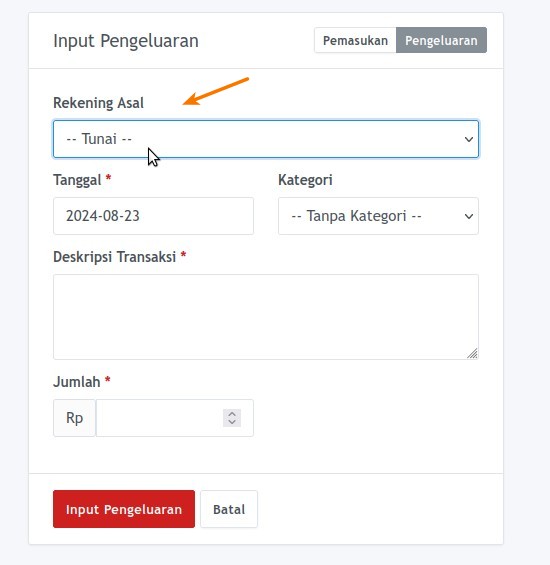 Input Pengeluaran
Pemasukan Pengeluaran
Rekening Asal
-- Tunai --
Tanggal * Kategori
2024-08-23 -- Tanpa Kategori --
Deskripsi Transaksi *
Jumlah *
Rp
Input Pengeluaran Batal